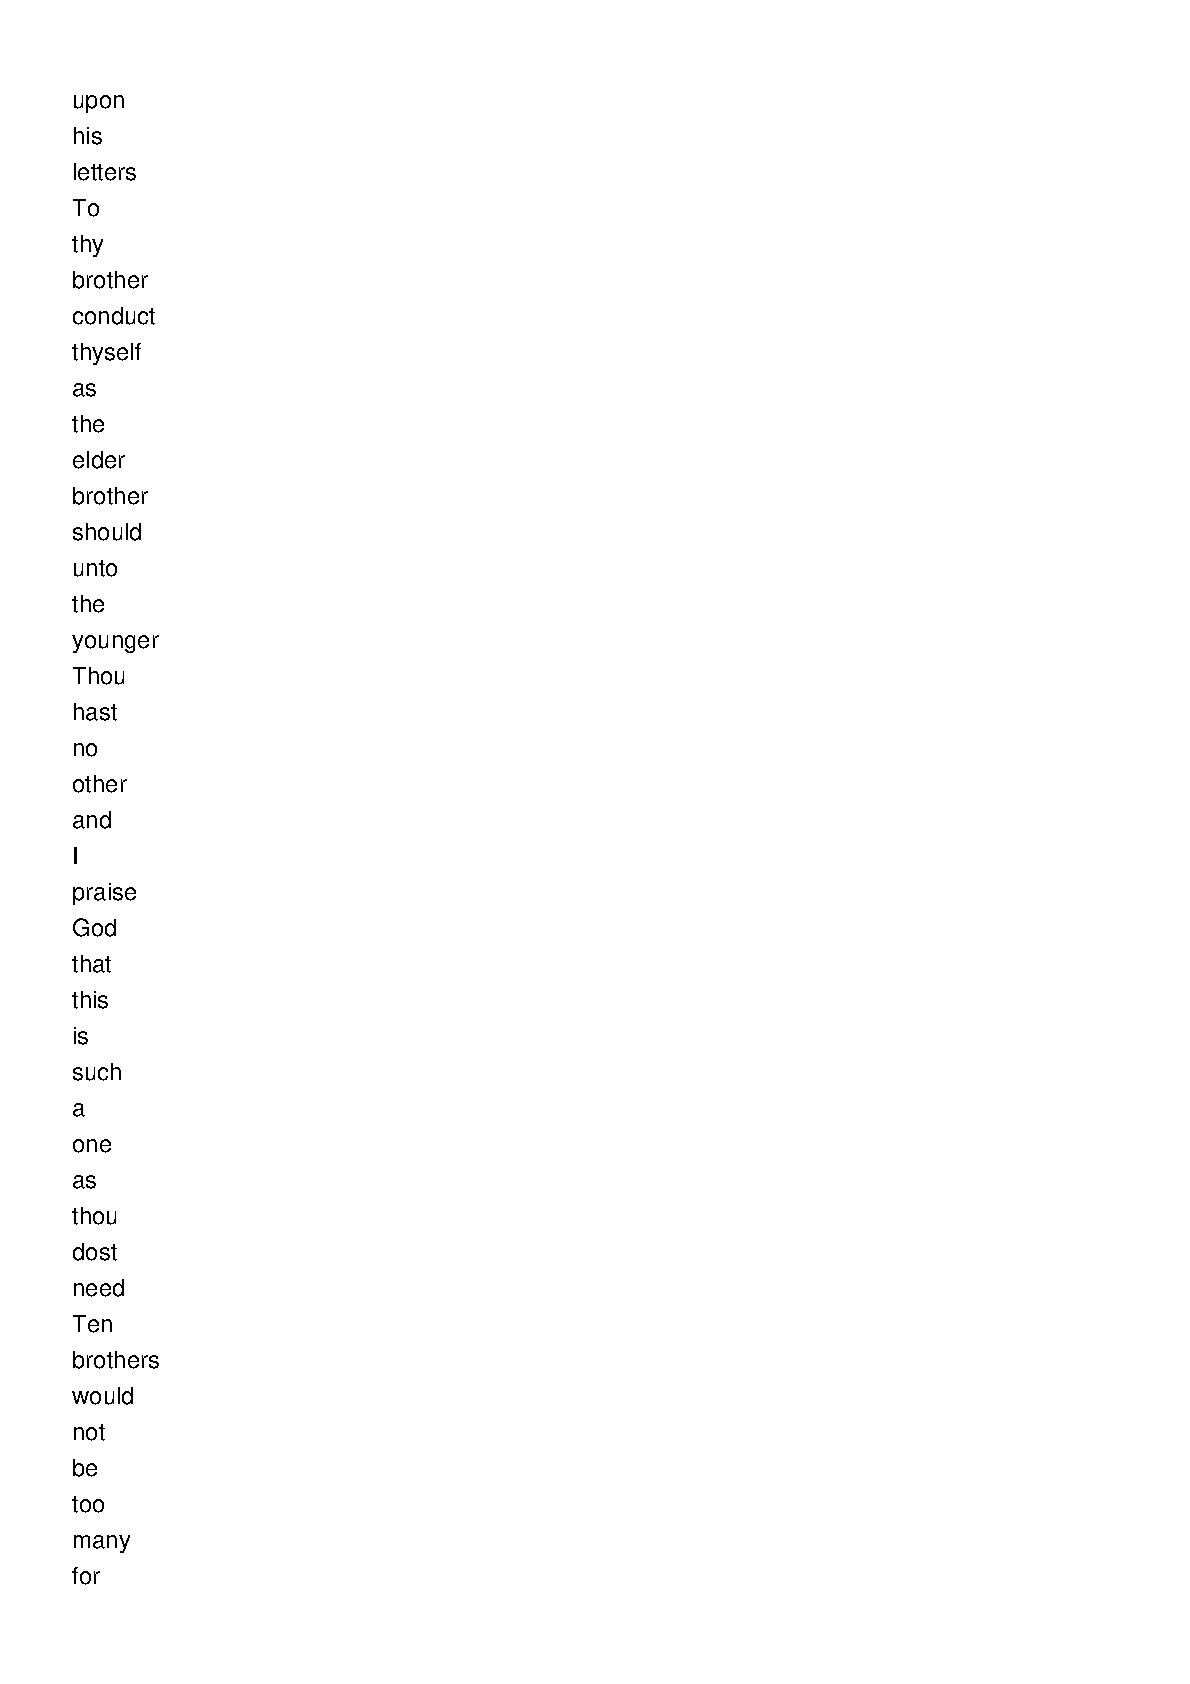 upon
his
letters
To
thy
brother
conduct
thyself
as
the
elder
brother
should
unto
the
younger
Thou
hast
no
other
and
I
praise
God
that
this
is
such
a
one
as
thou
dost
need
Ten
brothers
would
not
be
too
many
for